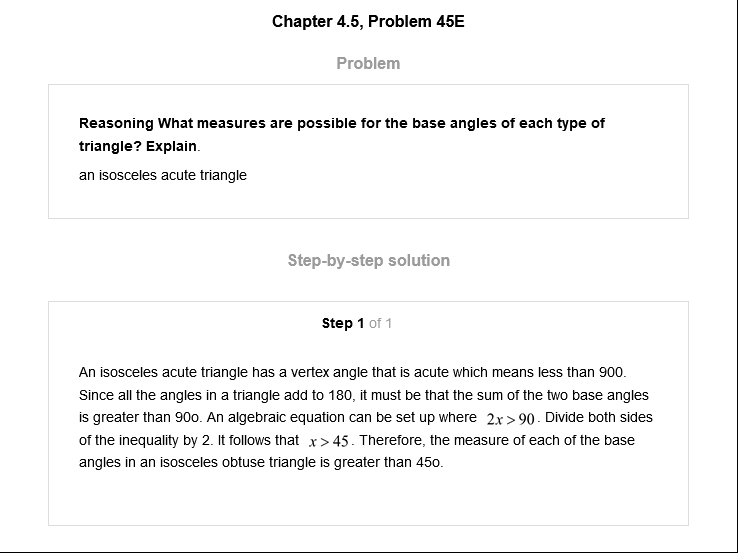 Chapter 4.5, Problem 45E
Problem
Reasoning What measures are possible for the base angles of each type of
triangle? Explain.
an isosceles acute triangle
Step-by-step solution
Step 1 of 1
An isosceles acute triangle has a vertex angle that is acute which means less than 900.
Since all the angles in a triangle add to 180, it must be that the sum of the two base angles
is greater than 90o. An algebraic equation can be set up where 2x > 90. Divide both sides
of the inequality by 2. It follows that x > 45. Therefore, the measure of each of the base
angles in an isosceles obtuse triangle is greater than 45o.